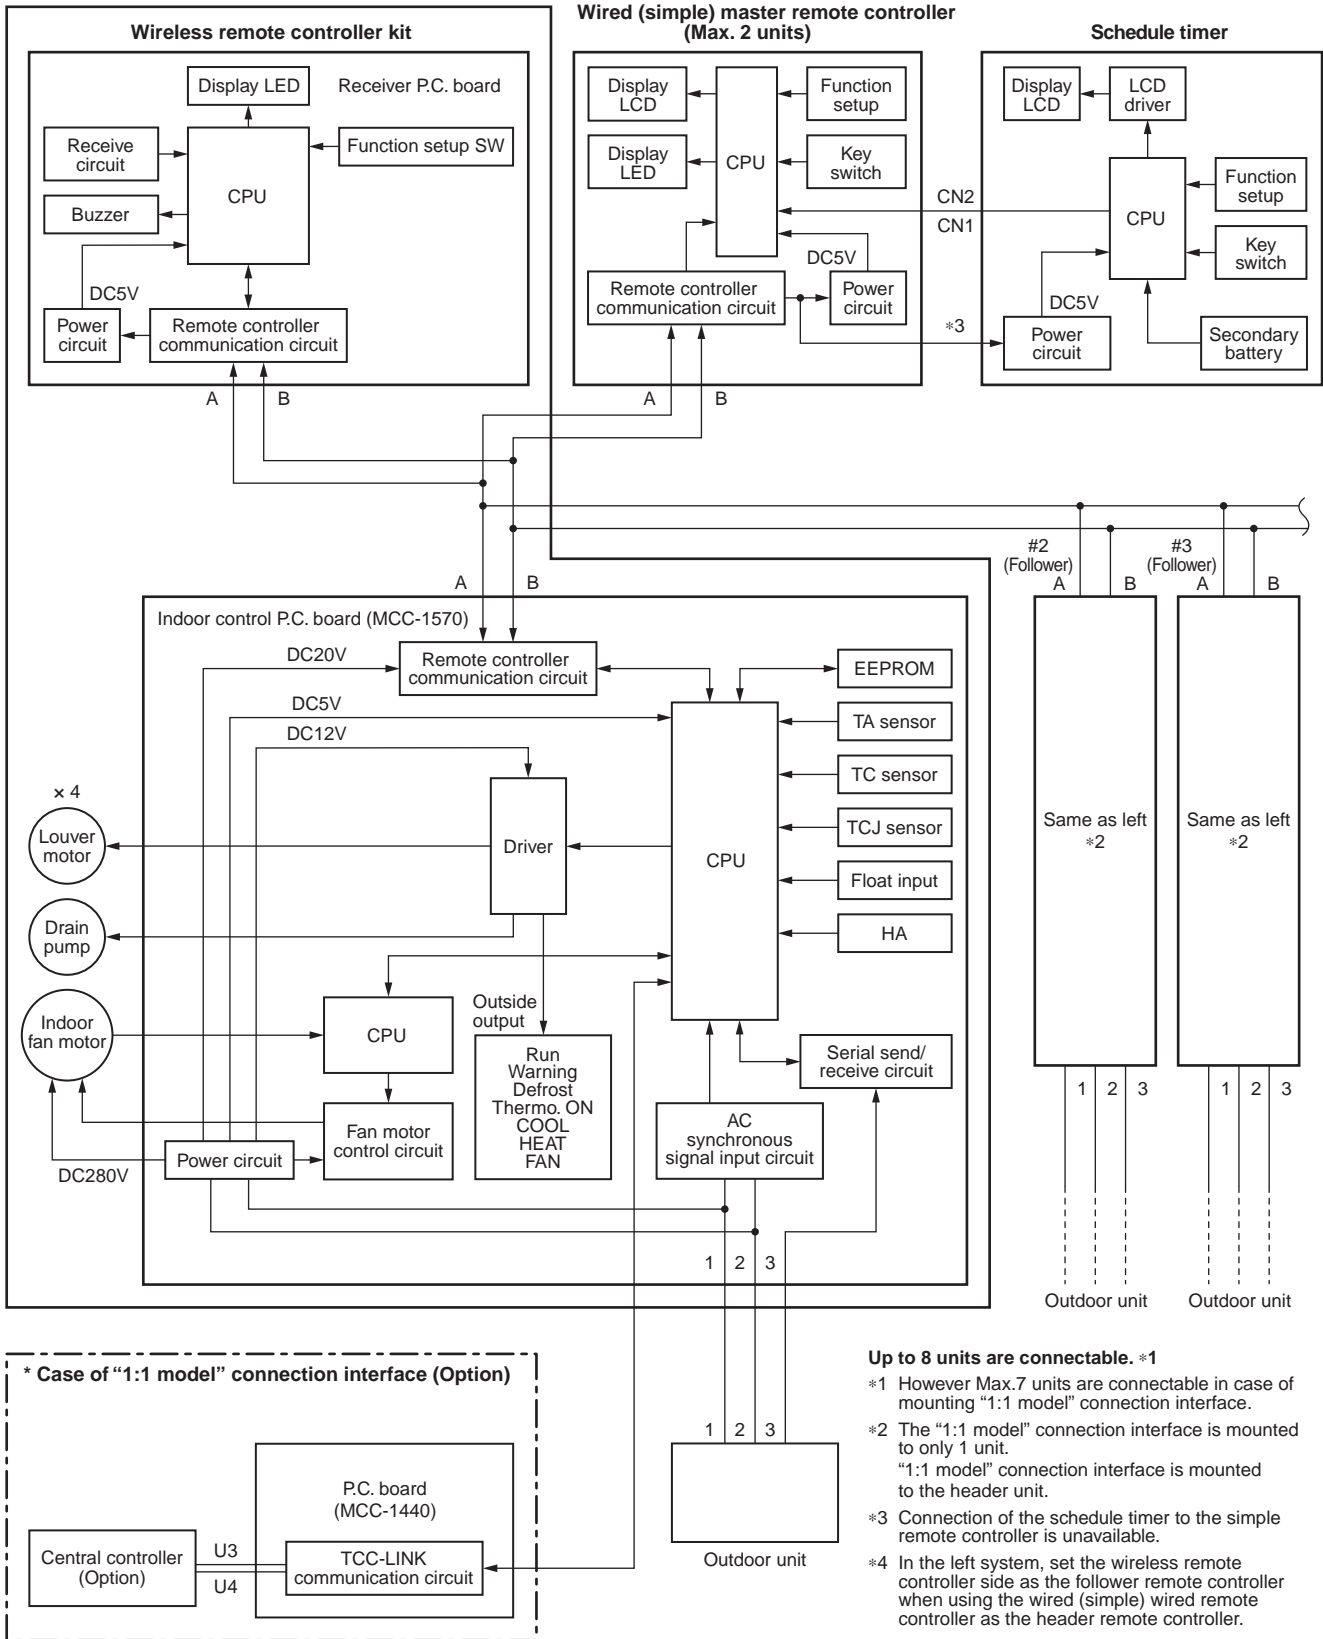 Wireless remote controller kit
Wired (simple) master remote controller
(Max. 2 units)
Schedule timer
Display LED
Receiver P.C. board
Receive
circuit
CPU
Function setup SW
Buzzer
DC5V
Power
circuit
Remote controller
communication circuit
A
B
Display
LCD
Display
LED
CPU
Function
setup
Key
switch
DC5V
Remote controller
communication circuit
Power
circuit
A
B
CN2
CN1
*3
Display
LCD
LCD
driver
CPU
Function
setup
Key
switch
DC5V
Power
circuit
Secondary
battery
#2
(Follower)
A
B
#3
(Follower)
A
B
Same as left
*2
Same as left
*2
1
2
3
1
2
3
Outdoor unit
Outdoor unit
A
B
Indoor control P.C. board (MCC-1570)
DC20V
Remote controller
communication circuit
DC5V
DC12V
EEPROM
TA sensor
TC sensor
TCJ sensor
Float input
HA
CPU
Driver
× 4
Louver
motor
Drain
pump
Indoor
fan motor
CPU
Outside
output
Run
Warning
Defrost
Thermo. ON
COOL
HEAT
FAN
Serial send/
receive circuit
AC
synchronous
signal input circuit
Fan motor
control circuit
Power circuit
DC280V
1
2
3
* Case of “1:1 model” connection interface (Option)
P.C. board
(MCC-1440)
Central controller
(Option)
U3
U4
TCC-LINK
communication circuit
1
2
3
Outdoor unit
Up to 8 units are connectable. *1
*1 However Max.7 units are connectable in case of
mounting “1:1 model” connection interface.
*2 The “1:1 model” connection interface is mounted
to only 1 unit.
“1:1 model” connection interface is mounted
to the header unit.
*3 Connection of the schedule timer to the simple
remote controller is unavailable.
*4 In the left system, set the wireless remote
controller side as the follower remote controller
when using the wired (simple) wired remote
controller as the header remote controller.